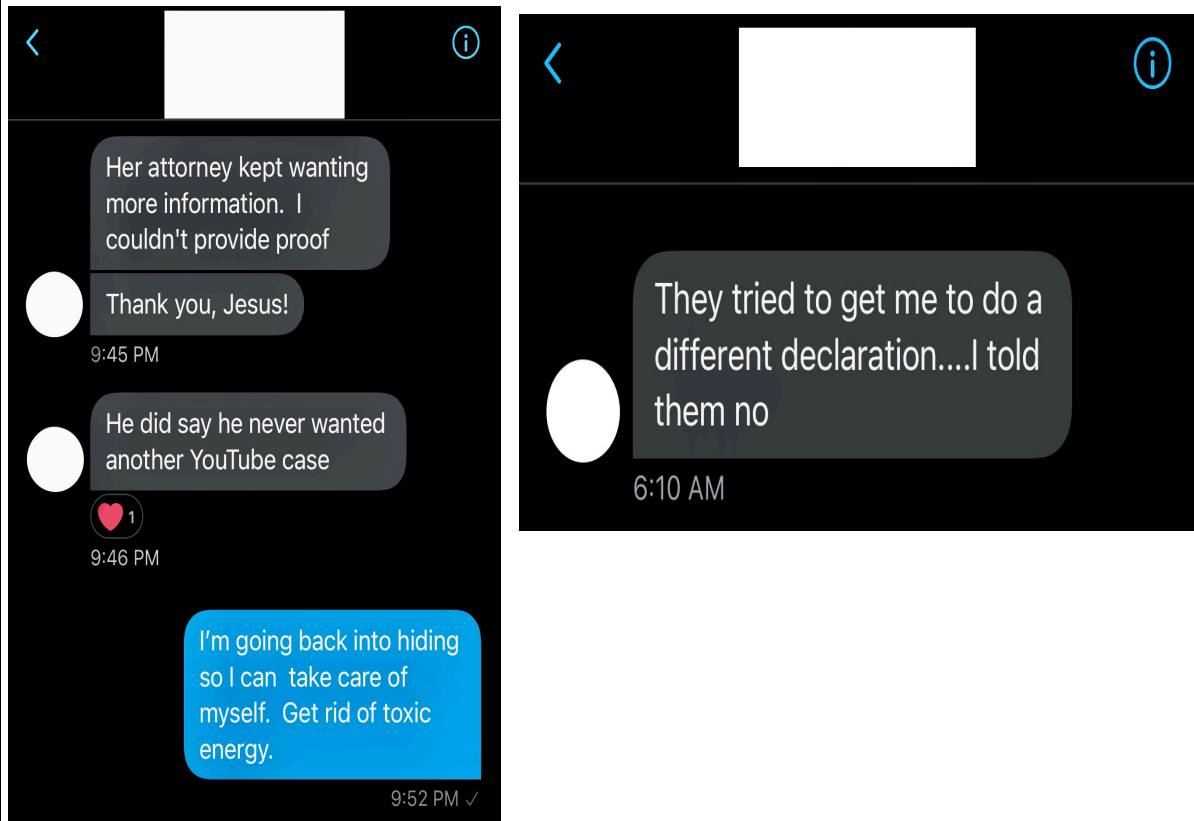 Her attorney kept wanting
more information.  I
couldn't provide proof
Thank you, Jesus!
9:45 PM
He did say he never wanted
another YouTube case
1
9:46 PM
I'm going back into hiding
so I can  take care of
myself.  Get rid of toxic
energy.
9:52 PM ✓
They tried to get me to do a
different declaration....I told
them no
6:10 AM